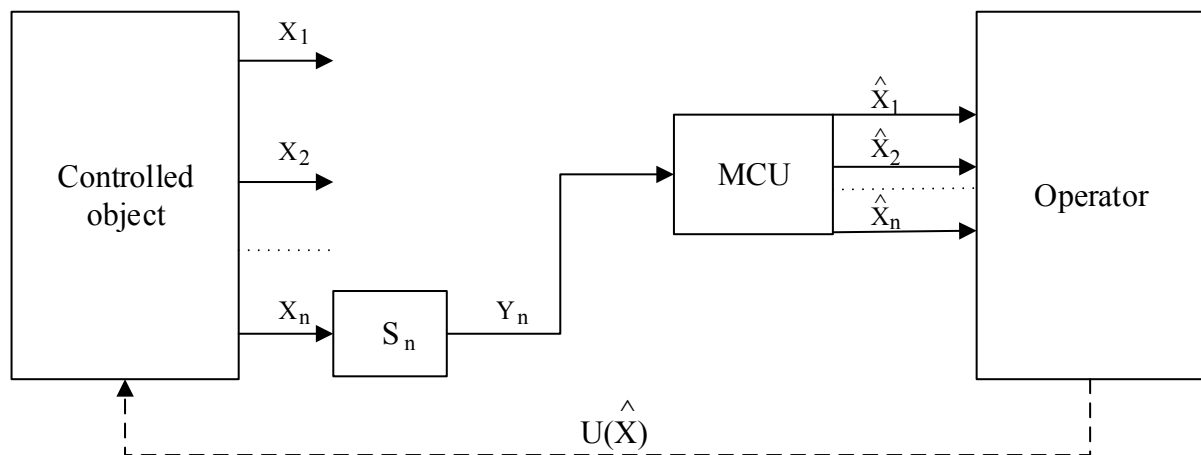 X1
X2
Controlled
object
Xn
Sn
Yn
MCU
X̂1
X̂2
X̂n
Operator
U(X̂)